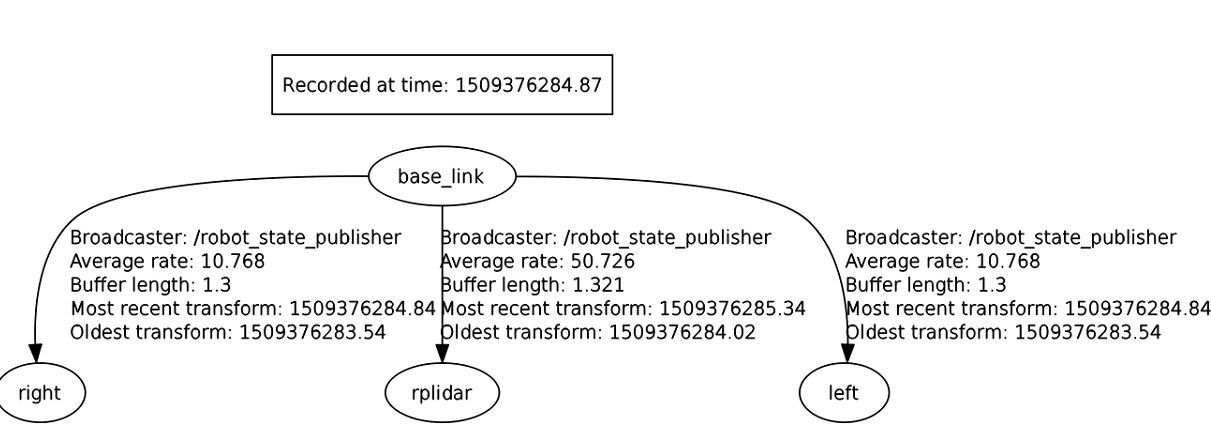 Recorded at time: 1509376284.87
base_link
Broadcaster: /robot_state_publisher
Average rate: 10.768
Buffer length: 1.3
Most recent transform: 1509376284.84
Oldest transform: 1509376283.54
Broadcaster: /robot_state_publisher
Average rate: 50.726
Buffer length: 1.321
Most recent transform: 1509376285.34
Oldest transform: 1509376284.02
Broadcaster: /robot_state_publisher
Average rate: 10.768
Buffer length: 1.3
Most recent transform: 1509376284.84
Oldest transform: 1509376283.54
right
rplidar
left